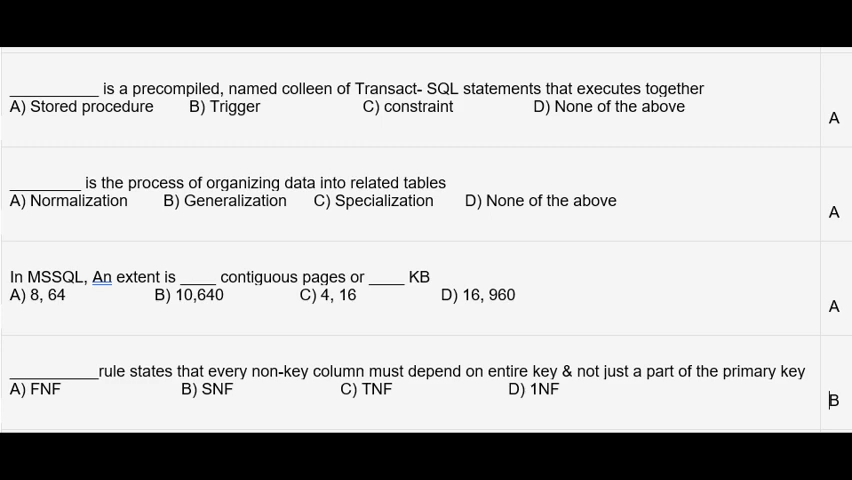 __________ is a precompiled, named colleen of Transact- SQL statements that executes together
A) Stored procedure B) Trigger C) constraint D) None of the above
A
________ is the process of organizing data into related tables
A) Normalization B) Generalization C) Specialization D) None of the above
A
In MSSQL, An extent is ____ contiguous pages or ____ KB
A) 8, 64 B) 10,640 C) 4, 16 D) 16, 960
A
__________rule states that every non-key column must depend on entire key & not just a part of the primary key
A) FNF B) SNF C) TNF D) 1NF
B